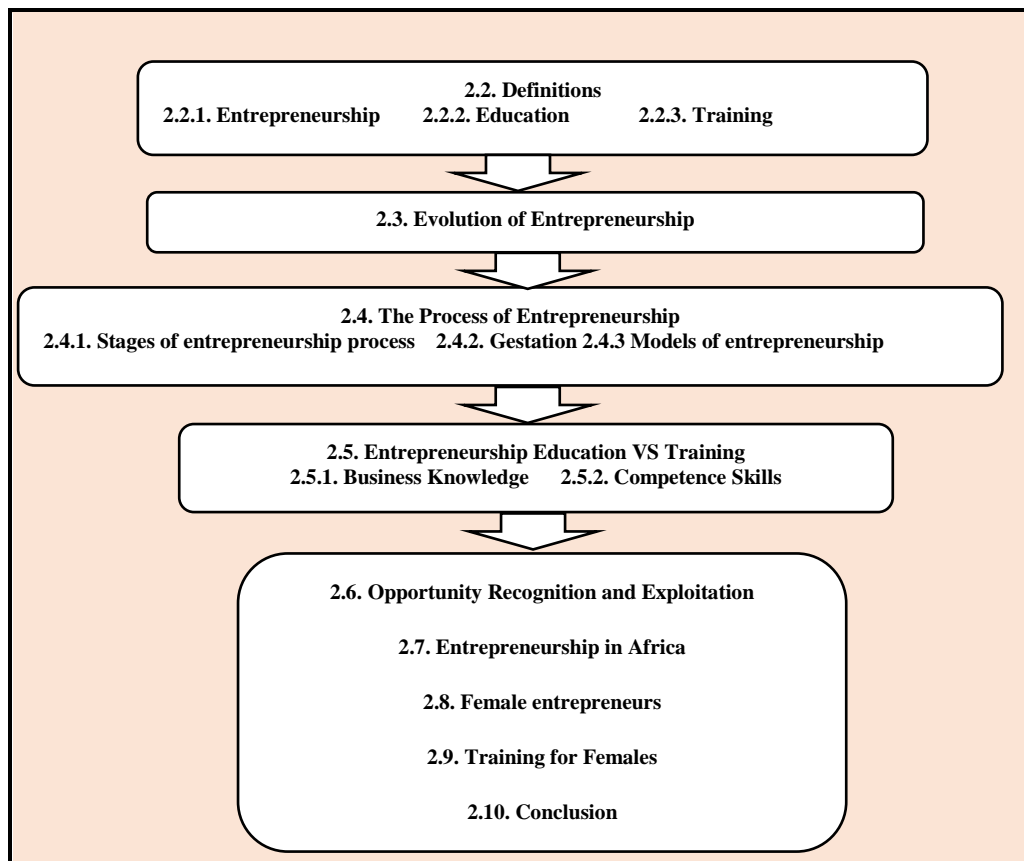 2.2. Definitions
2.2.1. Entrepreneurship 2.2.2. Education 2.2.3. Training
2.3. Evolution of Entrepreneurship
2.4. The Process of Entrepreneurship
2.4.1. Stages of entrepreneurship process 2.4.2. Gestation 2.4.3 Models of entrepreneurship
2.5. Entrepreneurship Education VS Training
2.5.1. Business Knowledge 2.5.2. Competence Skills
2.6. Opportunity Recognition and Exploitation
2.7. Entrepreneurship in Africa
2.8. Female entrepreneurs
2.9. Training for Females
2.10. Conclusion